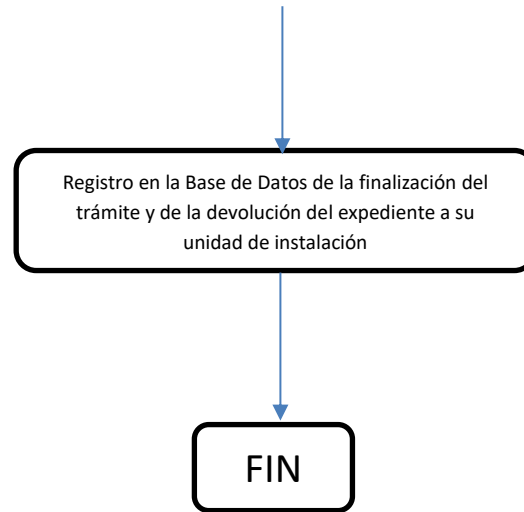 Registro en la Base de Datos de la finalización del
trámite y de la devolución del expediente a su
unidad de instalación
FIN